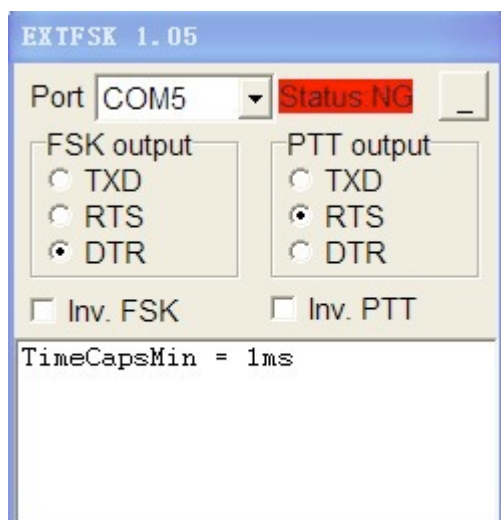 EXTFSK 1.05
Port COM5 Status:NG _
FSK output PTT output
TXD TXD
RTS RTS
DTR DTR
Inv. FSK Inv. PTT
TimeCapsMin = 1ms